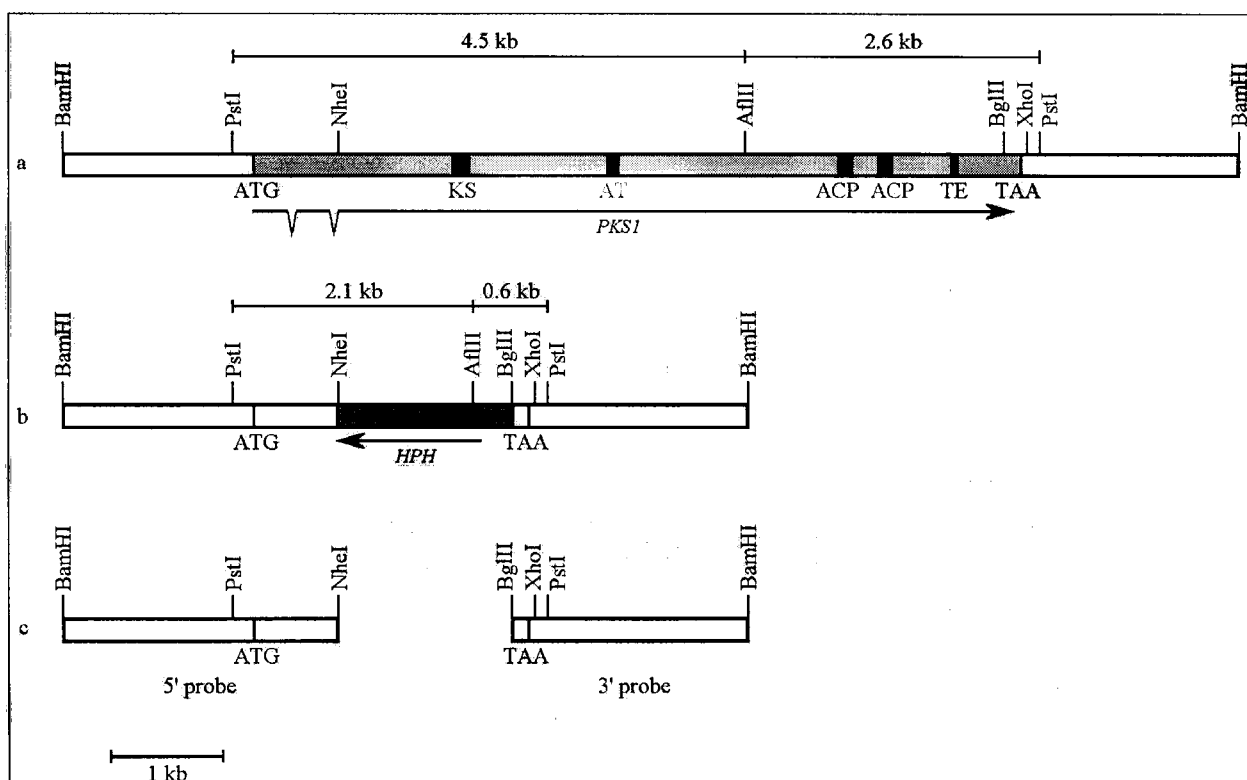 4.5 kb 2.6 kb
BamHI PstI NheI AflII BglII XhoI PstI BamHI
a
ATG KS AT ACP ACP TE TAA
PKS1
2.1 kb 0.6 kb
BamHI PstI NheI AflII BglII XhoI PstI BamHI
b
ATG TAA
HPH
BamHI PstI NheI BglII XhoI PstI BamHI
c
ATG TAA
5' probe 3' probe
1 kb